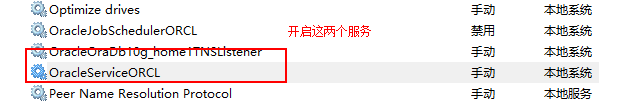 Optimize drives 手动 本地系统
OracleJobSchedulerORCL 开启这两个服务 禁用 本地系统
OracleOraDb10g_home1TNSListener 手动 本地系统
OracleServiceORCL 手动 本地系统
Peer Name Resolution Protocol 手动 本地服务